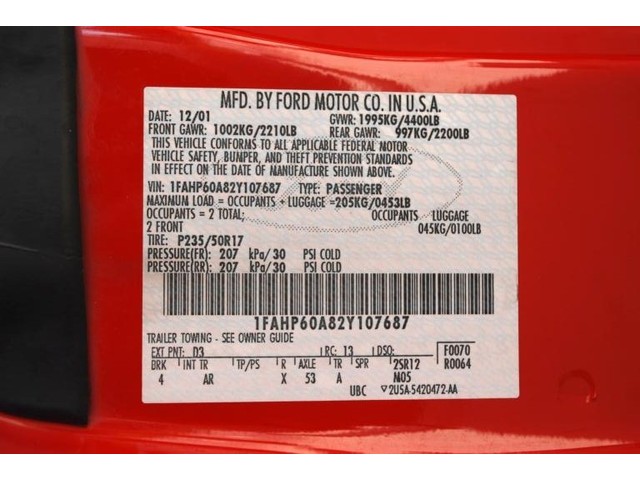 MFD. BY FORD MOTOR CO. IN U.S.A.
DATE: 12/01 GVWR: 1995KG/4400LB
FRONT GAWR: 1002KG/2210LB REAR GAWR: 997KG/2200LB
THIS VEHICLE CONFORMS TO ALL APPLICABLE FEDERAL MOTOR
VEHICLE SAFETY, BUMPER, AND THEFT PREVENTION STANDARDS
IN EFFECT ON THE DATE OF MANUFACTURE SHOWN ABOVE.
VIN: 1FAHP60A82Y107687 TYPE: PASSENGER
MAXIMUM LOAD = OCCUPANTS + LUGGAGE = 205KG/0453LB
OCCUPANTS = 2 TOTAL; OCCUPANTS LUGGAGE
2 FRONT 045KG/0100LB
TIRE: P235/50R17
PRESSURE(FR) 207 kPa/30 PSI COLD
PRESSURE(RR) 207 kPa/30 PSI COLD
1FAHP60A82Y107687
TRAILER TOWING - SEE OWNER GUIDE
EXT PNT: D3 RC: 13 DSO: F0070
BRK INT TR TP/PS R AXLE TR SPR 2SR12 R0064
4 AR X 53 A N05
UBC ▽2U5A-5420472-AA